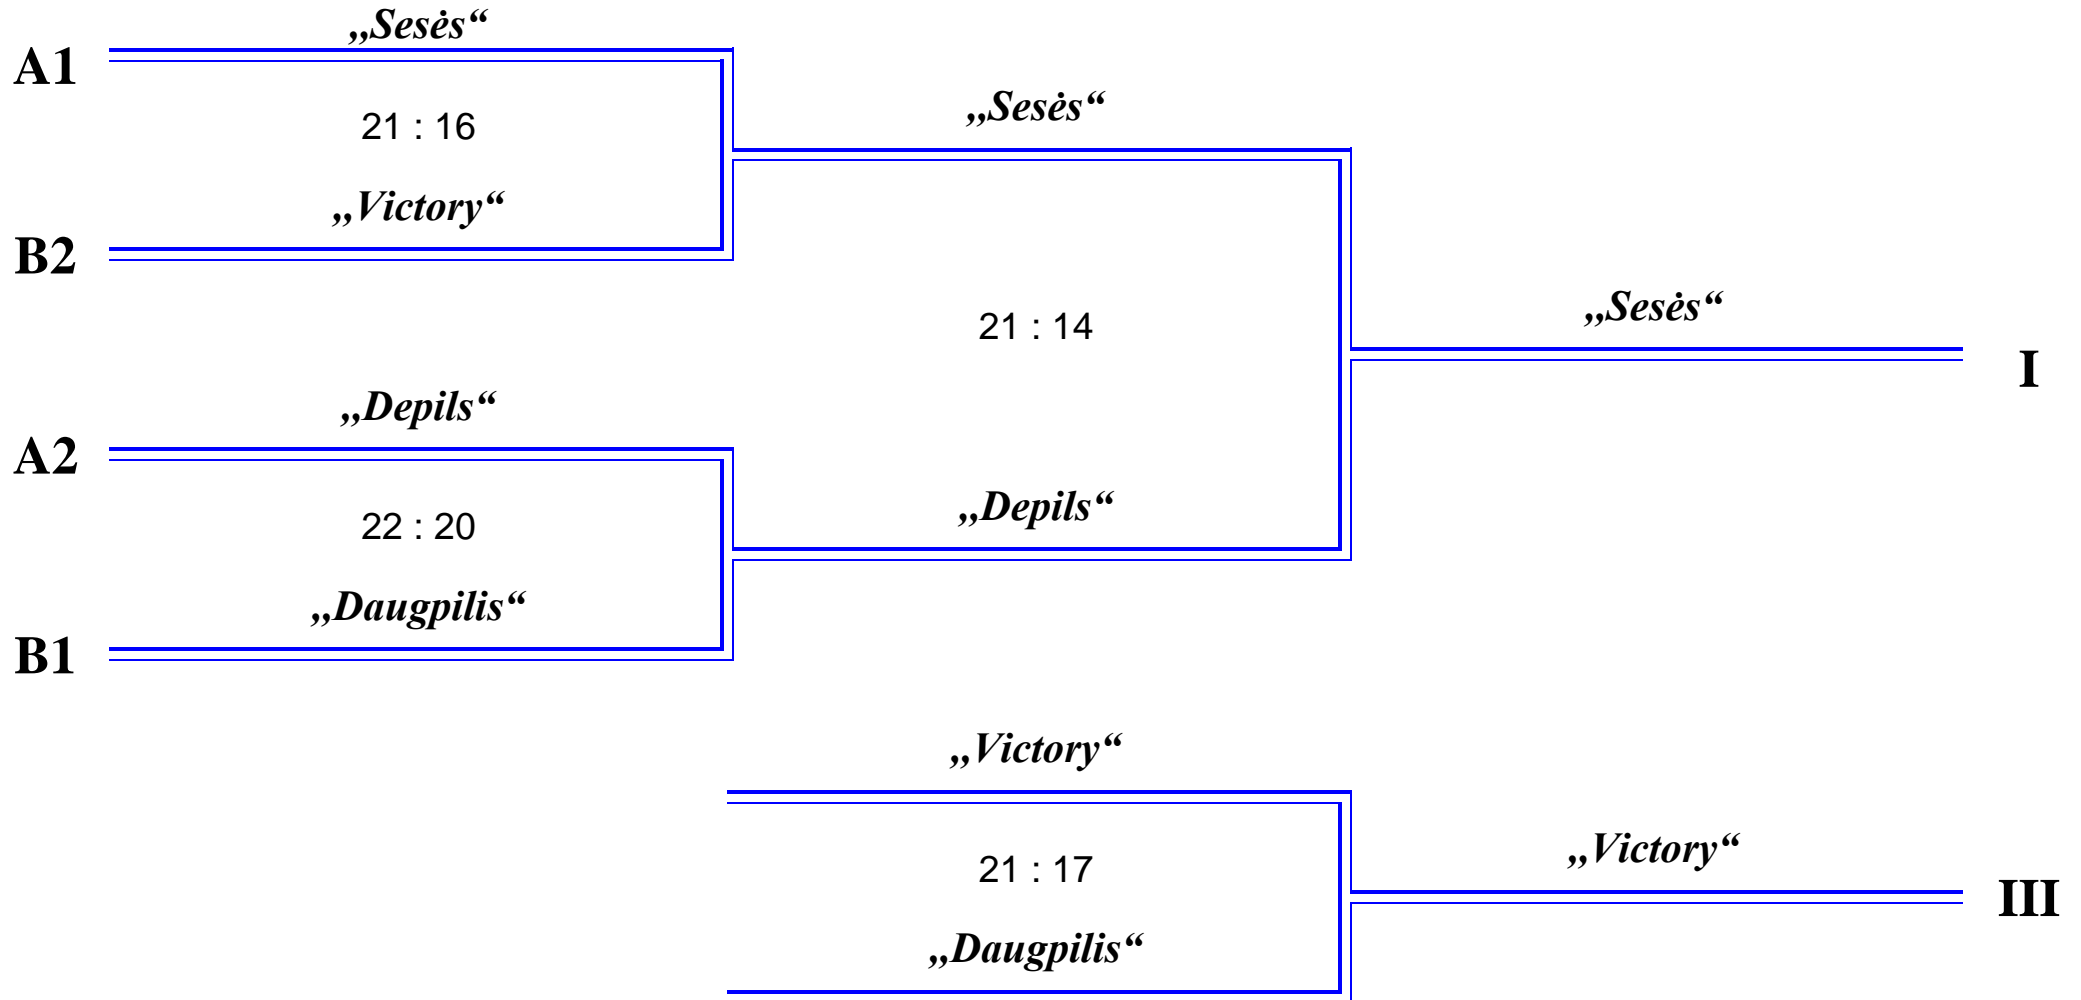 „Sesės“
A1
21 : 16
„Sesės“
„Victory“
B2
„Sesės“
21 : 14
I
„Depils“
A2
22 : 20
„Depils“
„Daugpilis“
B1
„Victory“
21 : 17
„Victory“
III
„Daugpilis“